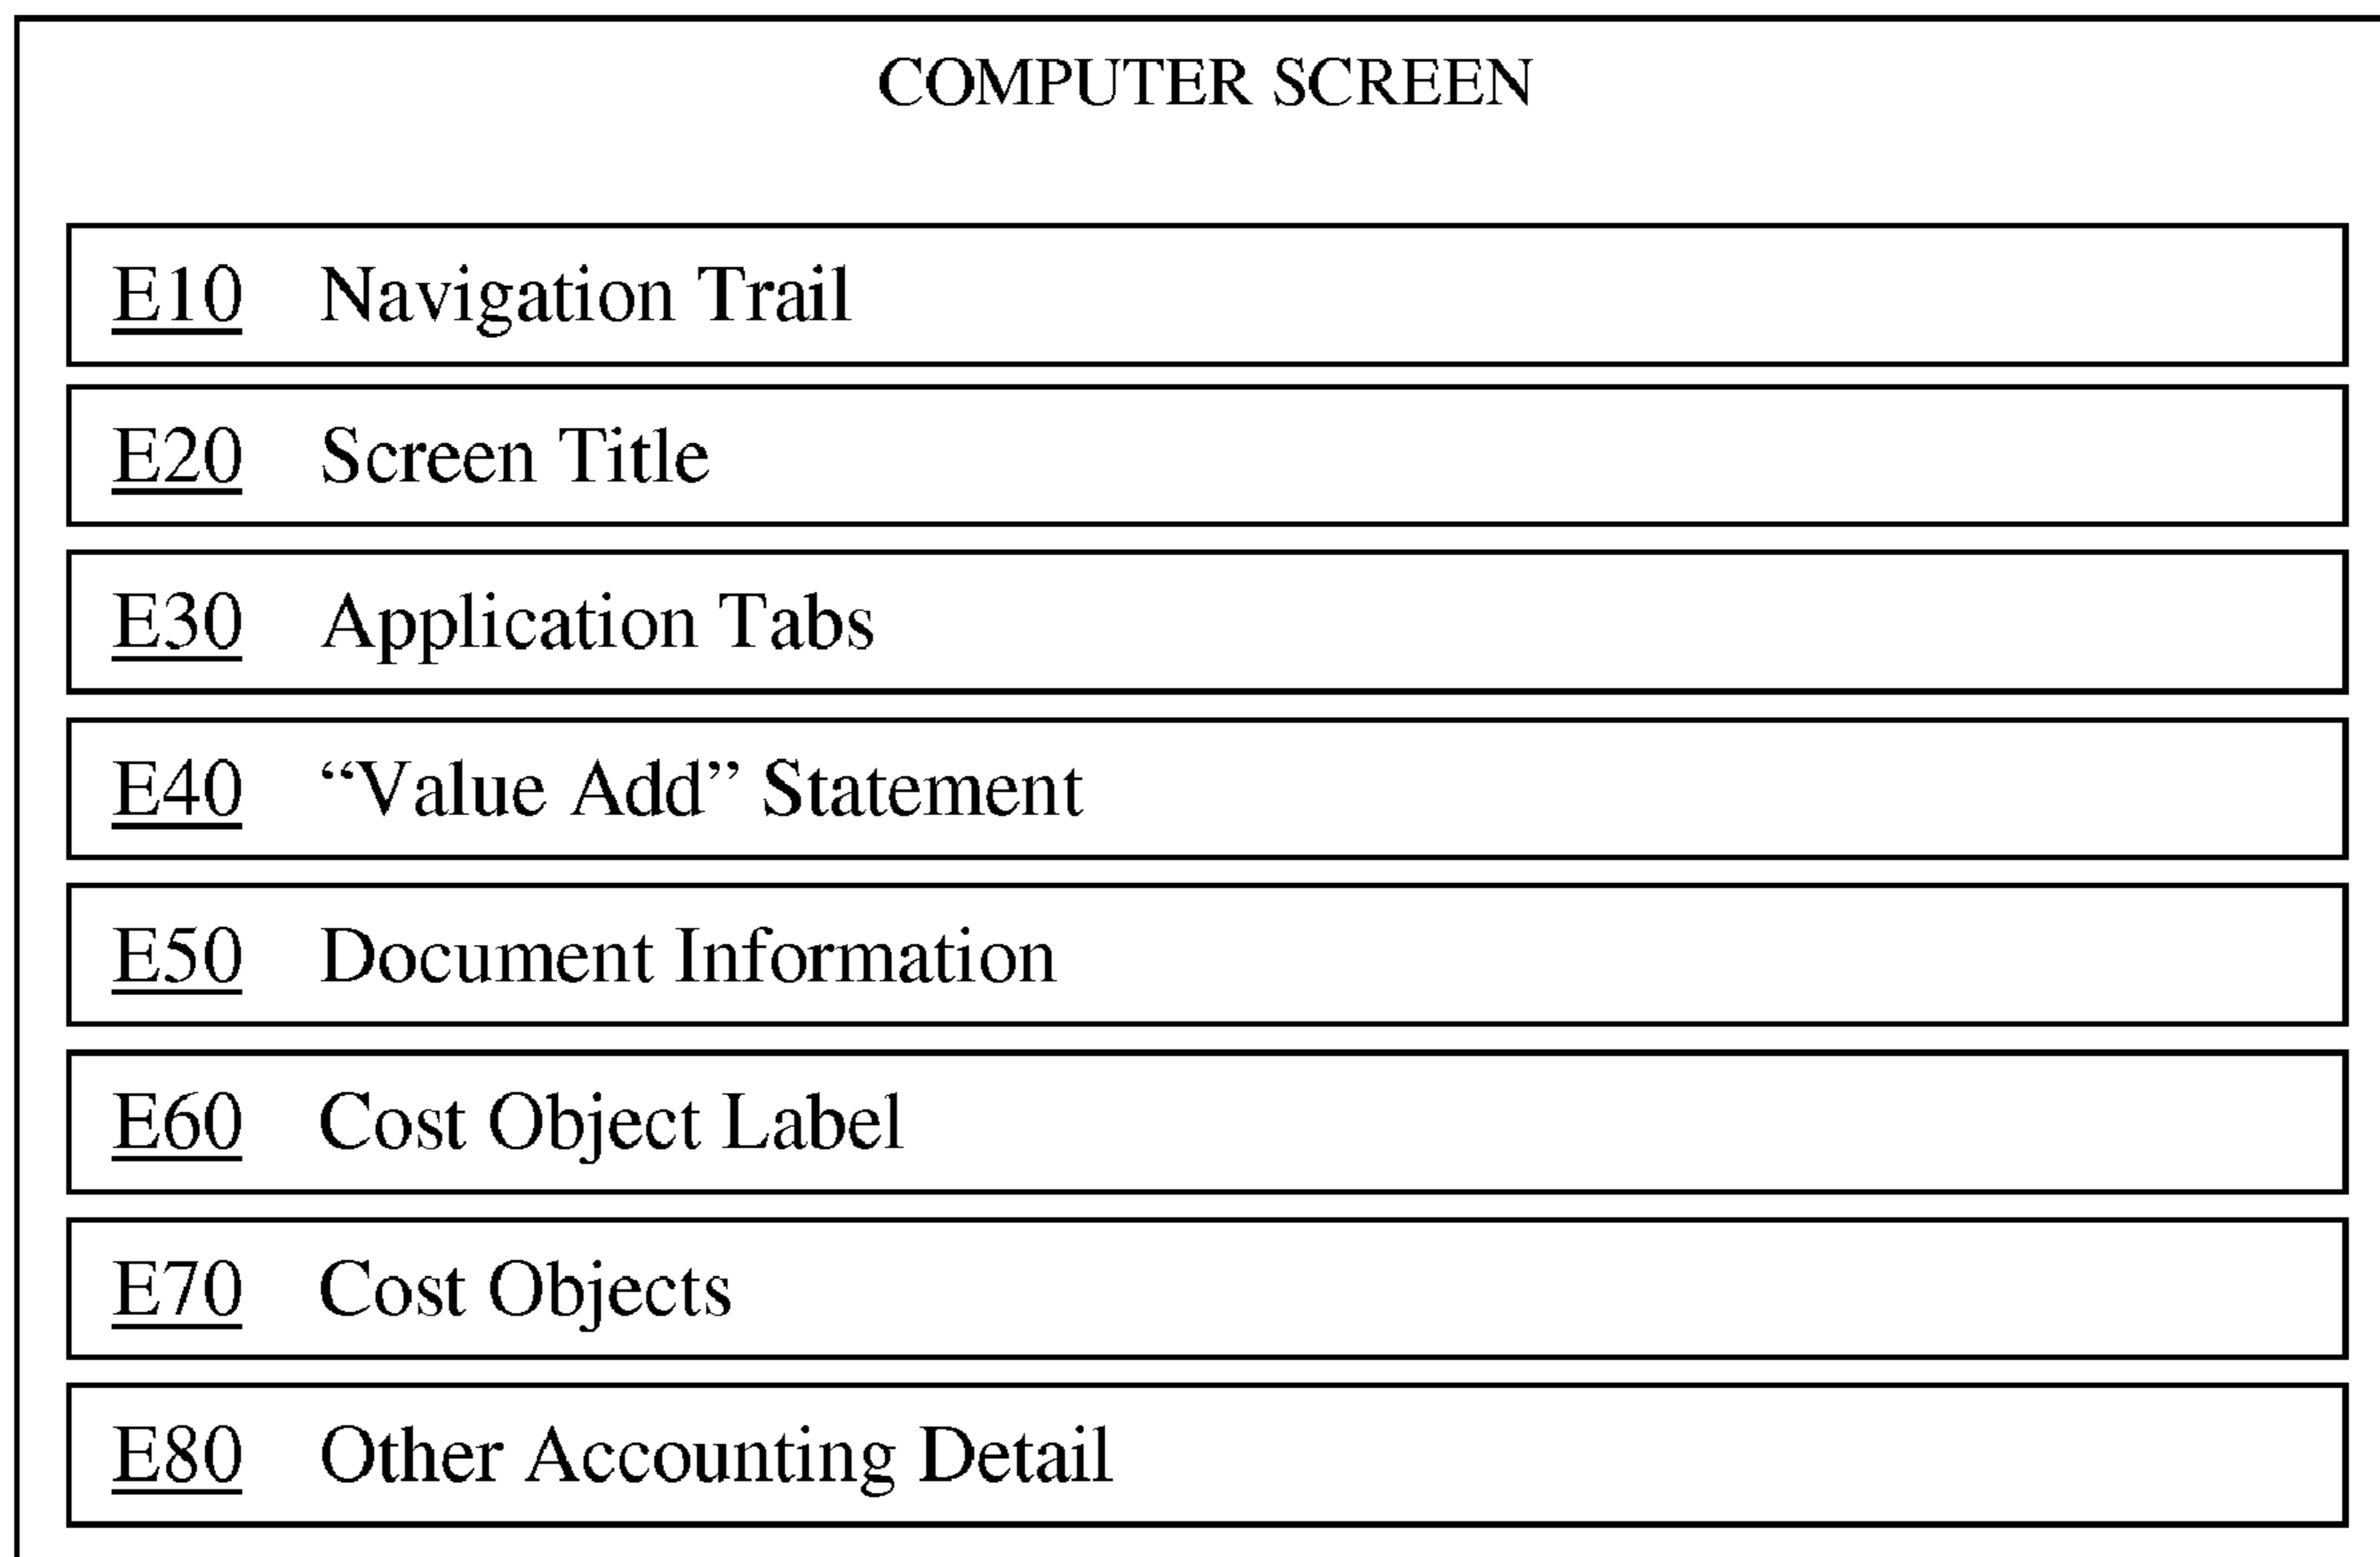 COMPUTER SCREEN
E10 Navigation Trail
E20 Screen Title
E30 Application Tabs
E40 “Value Add” Statement
E50 Document Information
E60 Cost Object Label
E70 Cost Objects
E80 Other Accounting Detail